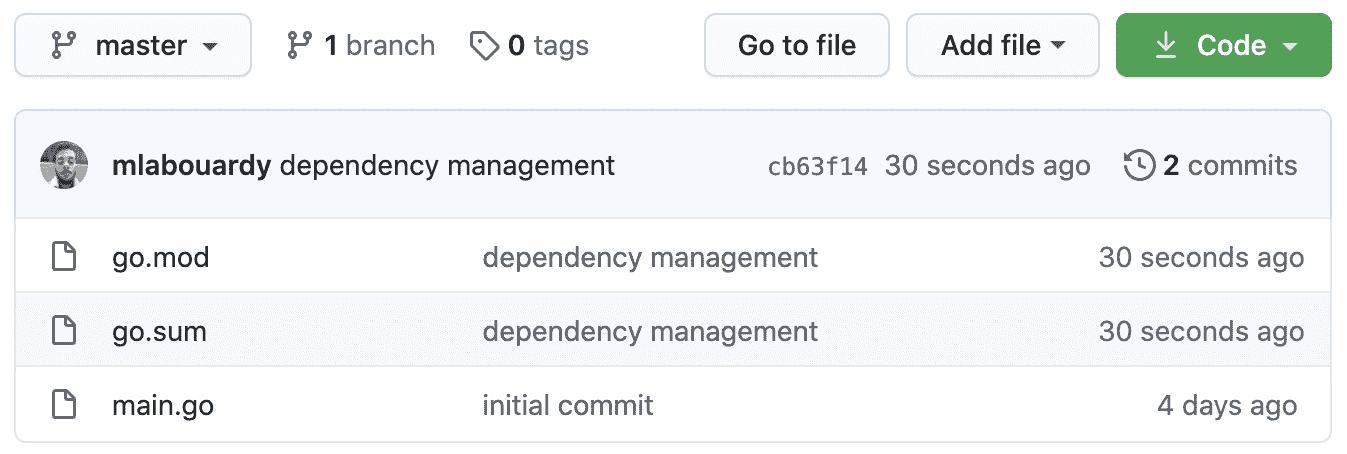 master 1 branch 0 tags Go to file Add file Code
mlabouardy dependency management cb63f14 30 seconds ago 2 commits
go.mod dependency management 30 seconds ago
go.sum dependency management 30 seconds ago
main.go initial commit 4 days ago